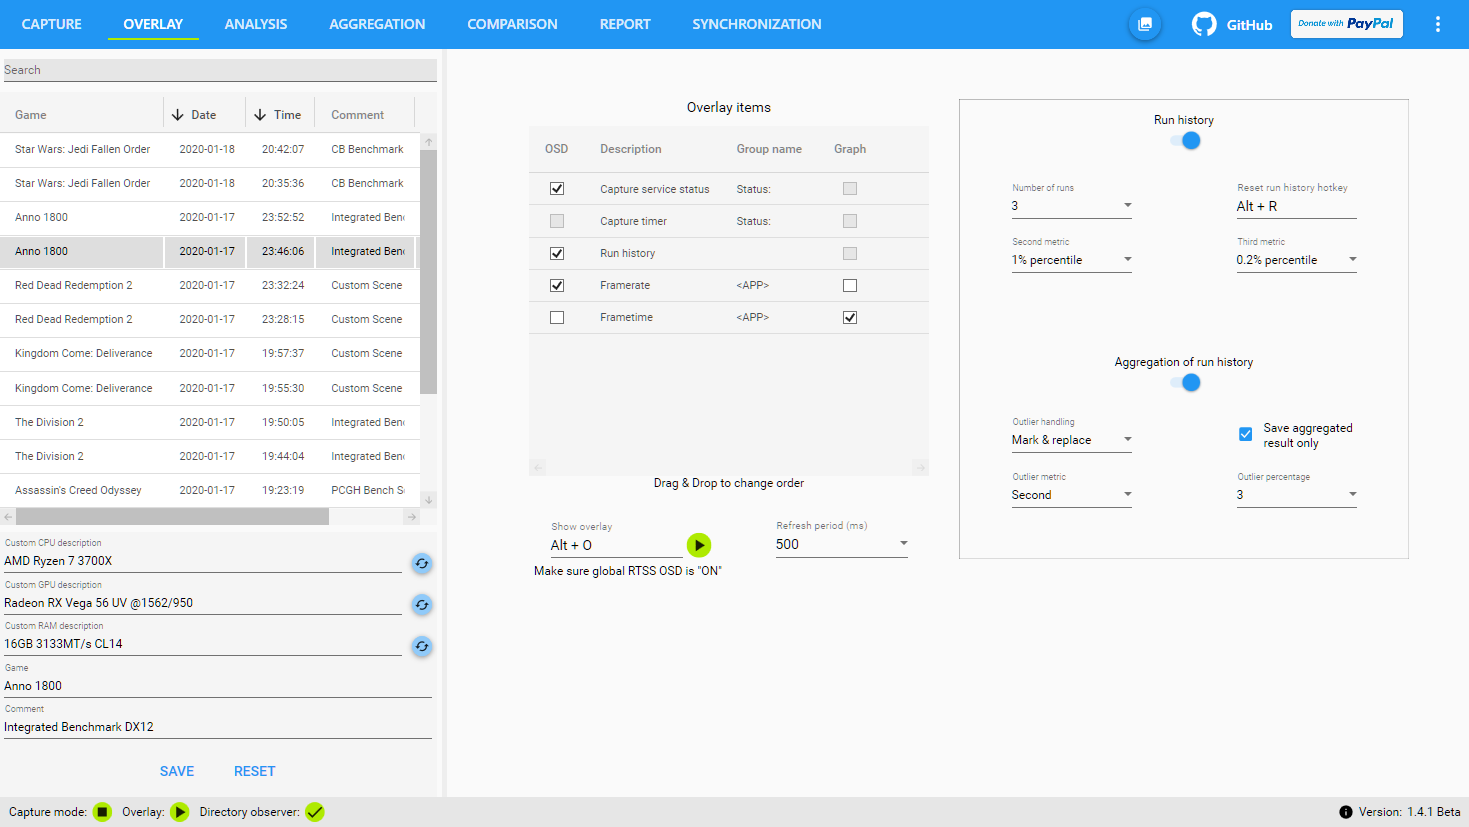 CAPTURE OVERLAY ANALYSIS AGGREGATION COMPARISON REPORT SYNCHRONIZATION GitHub Donate with PayPal
Search
Game Date Time Comment
Star Wars: Jedi Fallen Order 2020-01-18 20:42:07 CB Benchmark
Star Wars: Jedi Fallen Order 2020-01-18 20:35:36 CB Benchmark
Anno 1800 2020-01-17 23:52:52 Integrated Benc
Anno 1800 2020-01-17 23:46:06 Integrated Benc
Red Dead Redemption 2 2020-01-17 23:32:24 Custom Scene
Red Dead Redemption 2 2020-01-17 23:28:15 Custom Scene
Kingdom Come: Deliverance 2020-01-17 19:57:37 Custom Scene
Kingdom Come: Deliverance 2020-01-17 19:55:30 Custom Scene
The Division 2 2020-01-17 19:50:05 Integrated Benc
The Division 2 2020-01-17 19:44:04 Integrated Benc
Assassin's Creed Odyssey 2020-01-17 19:23:19 PCGH Bench S
Custom CPU description
AMD Ryzen 7 3700X
Custom GPU description
Radeon RX Vega 56 UV @1562/950
Custom RAM description
16GB 3133MT/s CL14
Game
Anno 1800
Comment
Integrated Benchmark DX12
SAVE RESET
Overlay items
OSD Description Group name Graph
Capture service status Status:
Capture timer Status:
Run history
Framerate <APP>
Frametime <APP>
Drag & Drop to change order
Show overlay
Alt + O
Refresh period (ms)
500
Make sure global RTSS OSD is "ON"
Run history
Number of runs
3
Reset run history hotkey
Alt + R
Second metric
1% percentile
Third metric
0.2% percentile
Aggregation of run history
Outlier handling
Mark & replace
Save aggregated
result only
Outlier metric
Second
Outlier percentage
3
Capture mode: Overlay: Directory observer: Version: 1.4.1 Beta